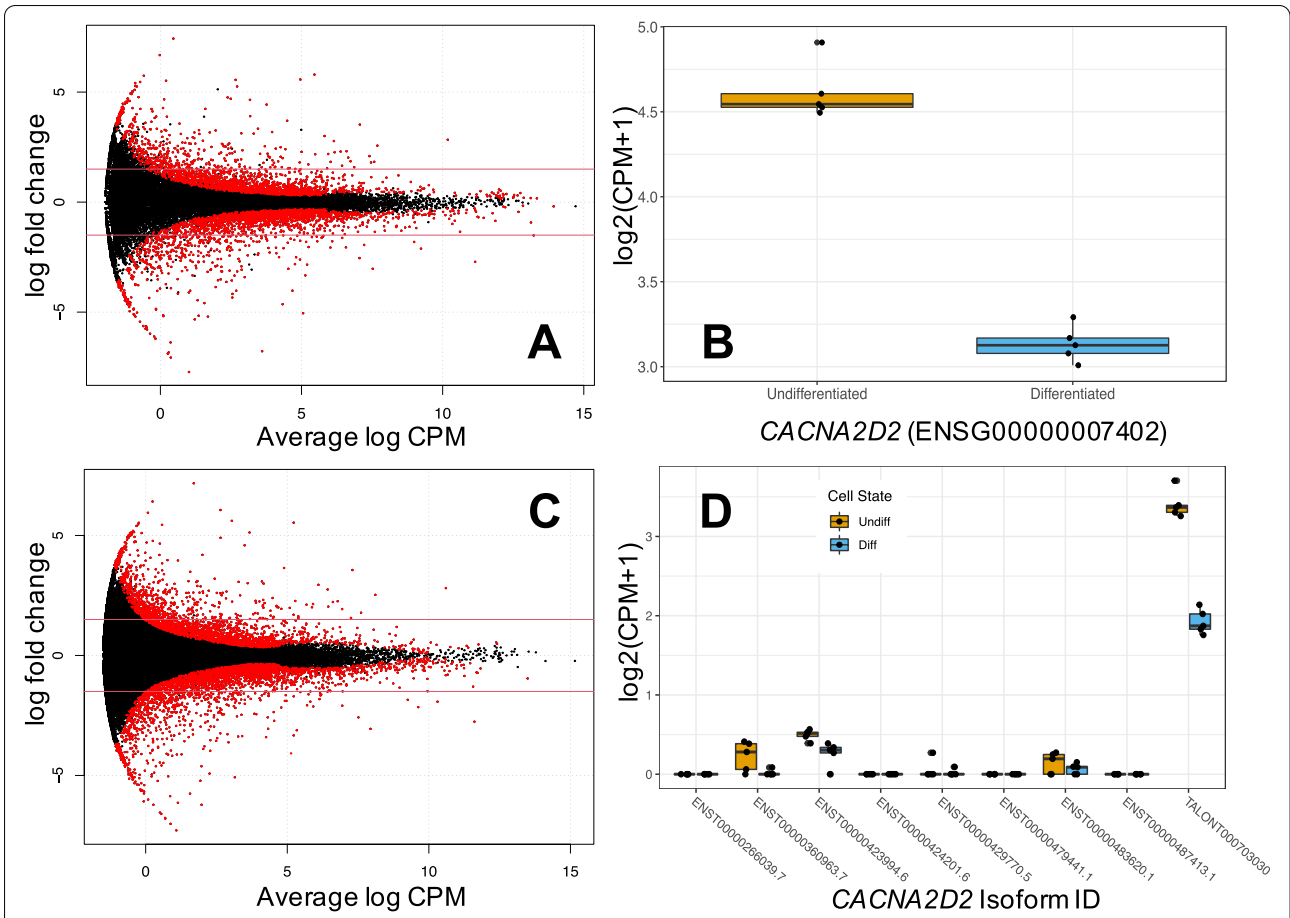 log fold change
5
0
−5
A
0
5
10
15
Average log CPM
log2(CPM+1)
5.0
4.5
4.0
3.5
3.0
B
Undifferentiated
Differentiated
CACNA2D2 (ENSG00000007402)
log fold change
5
0
−5
C
0
5
10
15
Average log CPM
log2(CPM+1)
3
2
1
0
D
Cell State
Undiff
Diff
ENST00000266039.7
ENST00000360963.7
ENST00000423994.6
ENST00000424201.6
ENST00000429770.5
ENST00000479441.1
ENST00000483620.1
ENST00000487413.1
TALONT000703030
CACNA2D2 Isoform ID